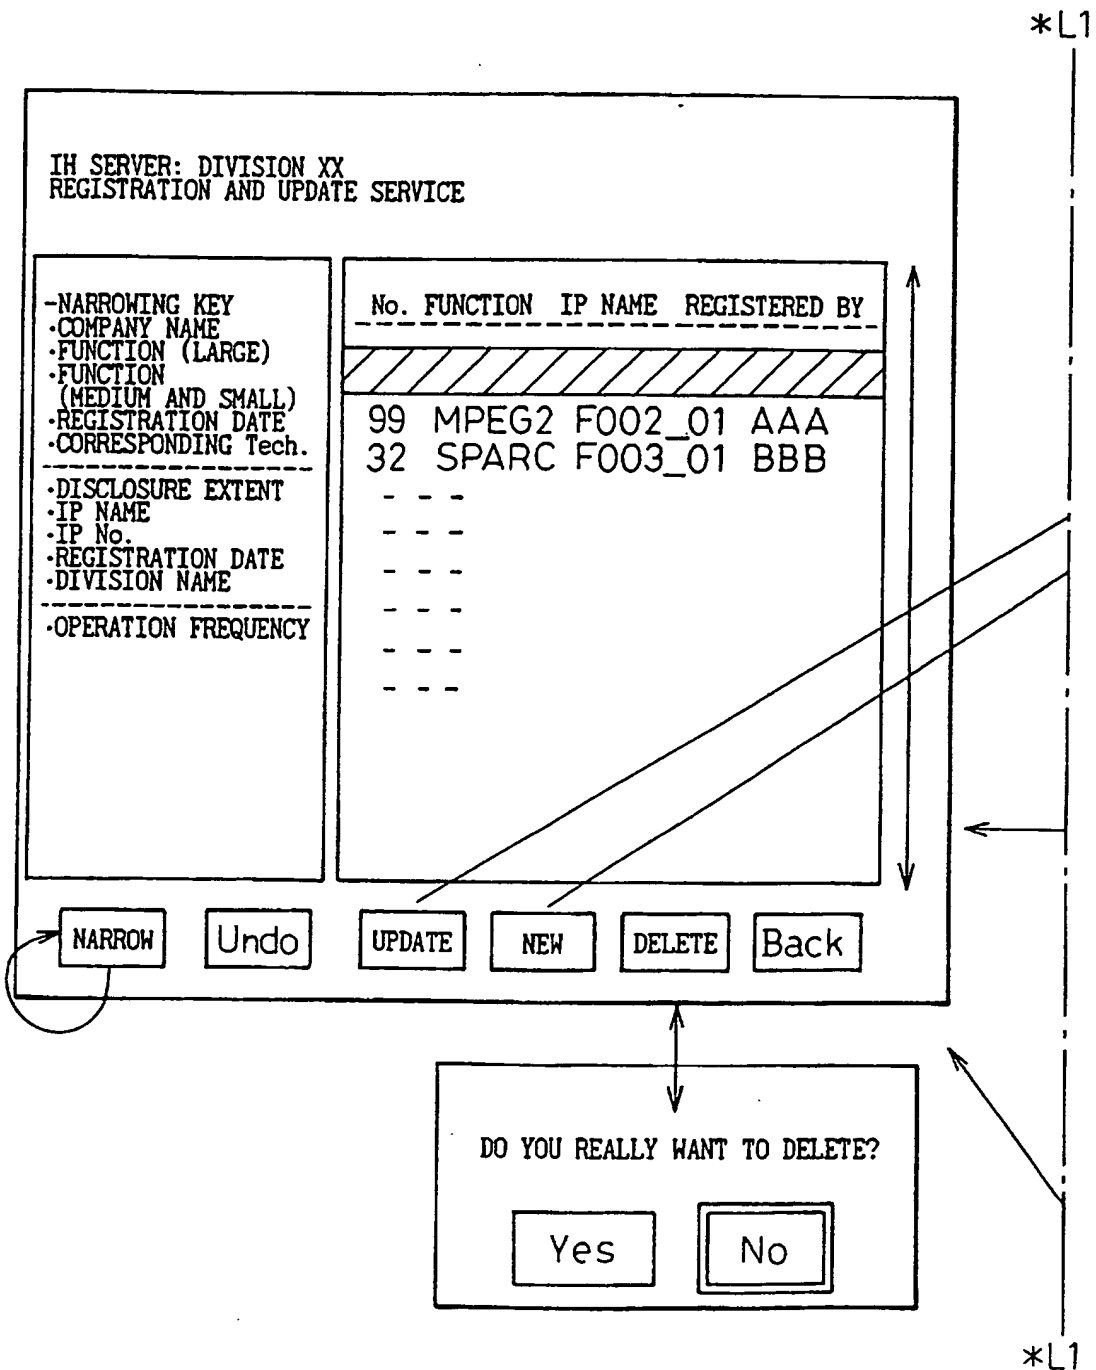 *L1
IH SERVER: DIVISION XX
REGISTRATION AND UPDATE SERVICE
-NARROWING KEY
·COMPANY NAME
·FUNCTION (LARGE)
·FUNCTION
(MEDIUM AND SMALL)
·REGISTRATION DATE
·CORRESPONDING Tech.
·DISCLOSURE EXTENT
·IP NAME
·IP No.
·REGISTRATION DATE
·DIVISION NAME
·OPERATION FREQUENCY
No. FUNCTION IP NAME REGISTERED BY
99 MPEG2 F002_01 AAA
32 SPARC F003_01 BBB
- - -
- - -
- - -
- - -
- - -
- - -
NARROW Undo UPDATE NEW DELETE Back
DO YOU REALLY WANT TO DELETE?
Yes No
*L1